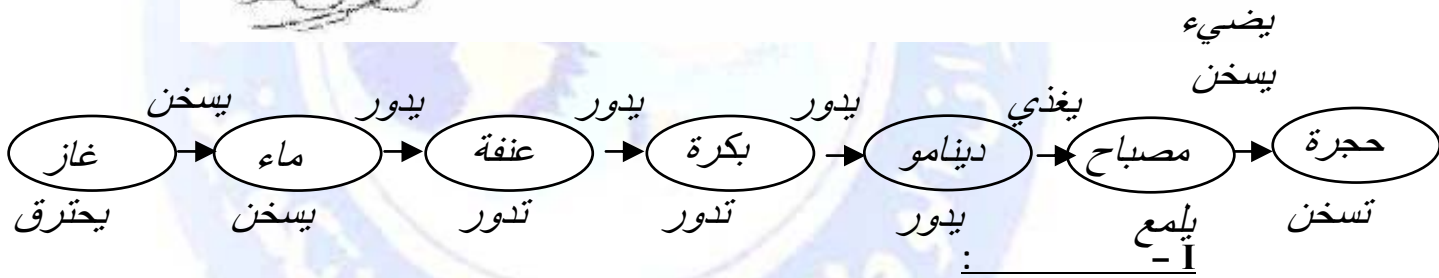 يضيء
يسخن
يسخن يدور يدور يدور يغذي
غاز ماء عنفة بكرة دينامو مصباح حجرة
يحترق يسخن تدور تدور يدور يلمع تسخن
I - :